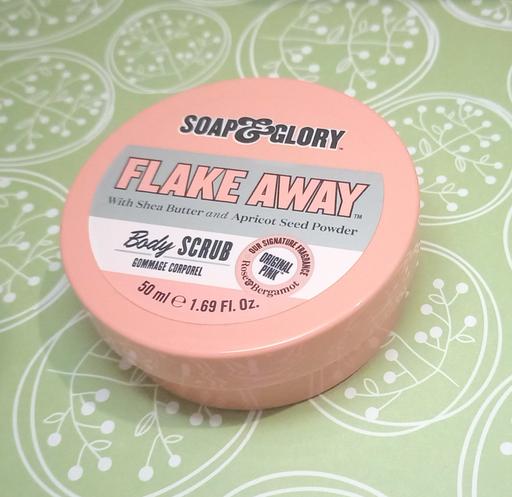 SOAP & GLORY™
FLAKE AWAY™
With Shea Butter and Apricot Seed Powder
Body SCRUB
GOMMAGE CORPOREL
OUR SIGNATURE FRAGRANCE
ORIGINAL
PINK
Rose & Bergamot
50 ml ℮ 1.69 Fl. Oz.